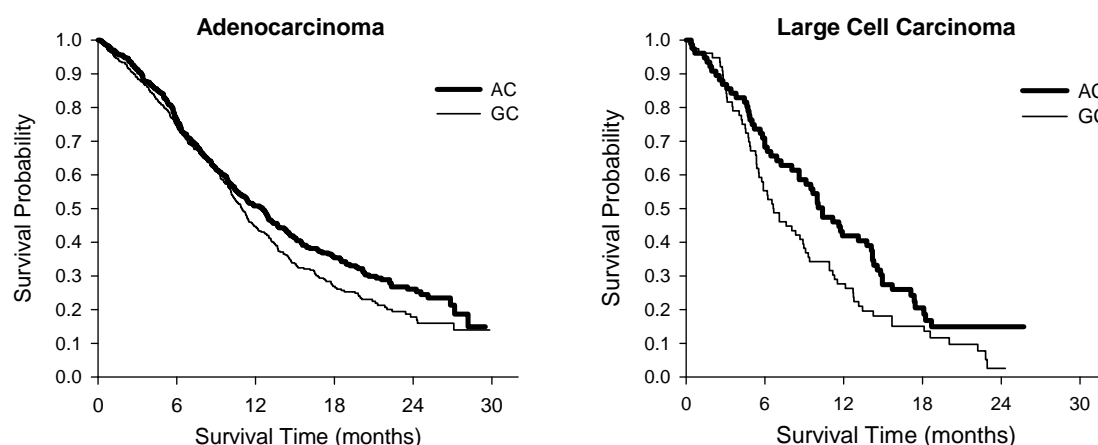 Adenocarcinoma
1.0
0.9
0.8
0.7
0.6
0.5
0.4
0.3
0.2
0.1
0.0
Survival Probability
AC
GC
0 6 12 18 24 30
Survival Time (months)
Large Cell Carcinoma
1.0
0.9
0.8
0.7
0.6
0.5
0.4
0.3
0.2
0.1
0.0
Survival Probability
AC
GC
0 6 12 18 24 30
Survival Time (months)